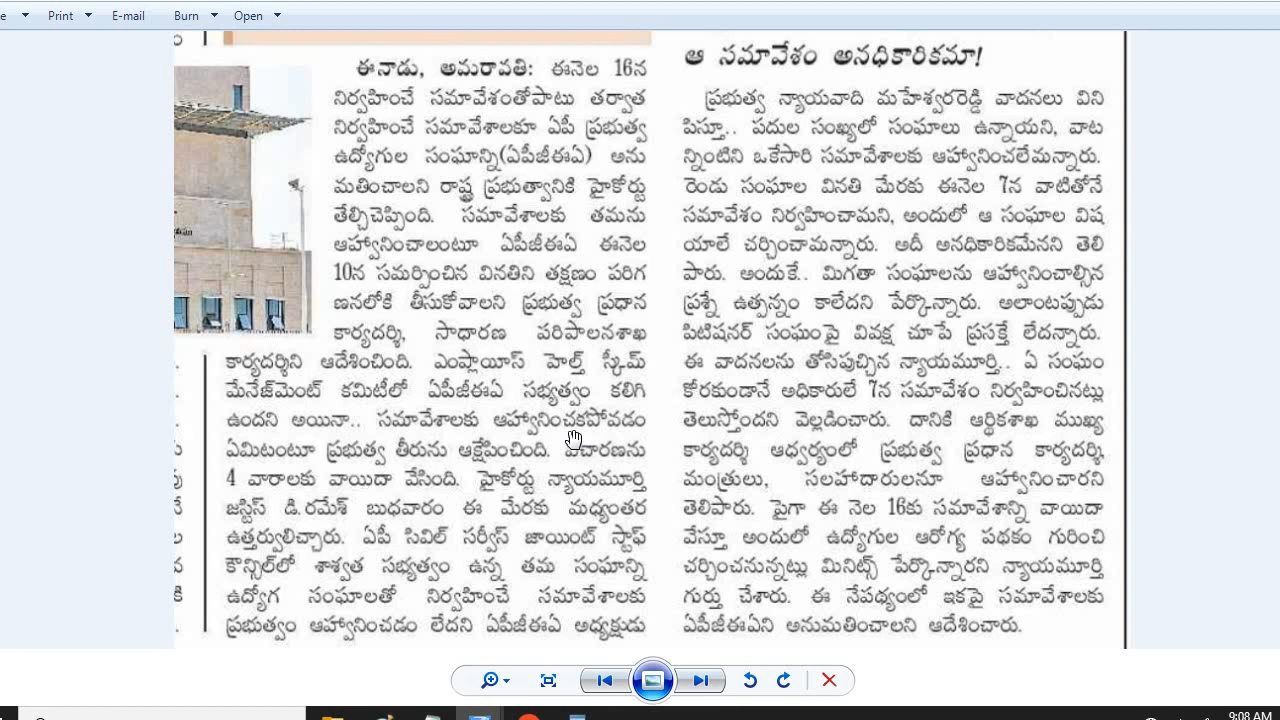 Print
E-mail
Burn
Open
ఈనాడు, అమరావతి: ఈనెల 16న
నిర్వహించే సమావేశంతోపాటు తర్వాత
నిర్వహించే సమావేశాలకూ ఏపీ ప్రభుత్వ
ఉద్యోగుల సంఘాన్ని(ఏపీజీఈఏ) అను
మతించాలని రాష్ట్ర ప్రభుత్వానికి హైకోర్టు
తేల్చిచెప్పింది. సమావేశాలకు తమను
ఆహ్వానించాలంటూ ఏపీజీఈఏ ఈనెల
10న సమర్పించిన వినతిని తక్షణం పరిగ
ణనలోకి తీసుకోవాలని ప్రభుత్వ ప్రధాన
కార్యదర్శి, సాధారణ పరిపాలనశాఖ
కార్యదర్శిని ఆదేశించింది. ఎంప్లాయీస్ హెల్త్ స్కీమ్
మేనేజ్‌మెంట్ కమిటీలో ఏపీజీఈఏ సభ్యత్వం కలిగి
ఉందని అయినా.. సమావేశాలకు ఆహ్వానించకపోవడం
ఏమిటంటూ ప్రభుత్వ తీరును ఆక్షేపించింది. విచారణను
4 వారాలకు వాయిదా వేసింది. హైకోర్టు న్యాయమూర్తి
జస్టిస్ డి.రమేశ్ బుధవారం ఈ మేరకు మధ్యంతర
ఉత్తర్వులిచ్చారు. ఏపీ సివిల్ సర్వీస్ జాయింట్ స్టాఫ్
కౌన్సిల్‌లో శాశ్వత సభ్యత్వం ఉన్న తమ సంఘాన్ని
ఉద్యోగ సంఘాలతో నిర్వహించే సమావేశాలకు
ప్రభుత్వం ఆహ్వానించడం లేదని ఏపీజీఈఏ అధ్యక్షుడు
ఆ సమావేశం అనధికారికమా!
ప్రభుత్వ న్యాయవాది మహేశ్వరరెడ్డి వాదనలు విని
పిస్తూ.. పదుల సంఖ్యలో సంఘాలు ఉన్నాయని, వాట
న్నింటిని ఒకేసారి సమావేశాలకు ఆహ్వానించలేమన్నారు.
రెండు సంఘాల వినతి మేరకు ఈనెల 7న వాటితోనే
సమావేశం నిర్వహించామని, అందులో ఆ సంఘాల విష
యాలే చర్చించామన్నారు. అదీ అనధికారికమేనని తెలి
పారు. అందుకే.. మిగతా సంఘాలను ఆహ్వానించాల్సిన
ప్రశ్నే ఉత్పన్నం కాలేదని పేర్కొన్నారు. అలాంటప్పుడు
పిటిషనర్ సంఘంపై వివక్ష చూపే ప్రసక్తే లేదన్నారు.
ఈ వాదనలను తోసిపుచ్చిన న్యాయమూర్తి.. ఏ సంఘం
కోరకుండానే అధికారులే 7న సమావేశం నిర్వహించినట్లు
తెలుస్తోందని వెల్లడించారు. దానికి ఆర్థికశాఖ ముఖ్య
కార్యదర్శి ఆధ్వర్యంలో ప్రభుత్వ ప్రధాన కార్యదర్శి,
మంత్రులు, సలహాదారులనూ ఆహ్వానించారని
తెలిపారు. పైగా ఈ నెల 16కు సమావేశాన్ని వాయిదా
వేస్తూ అందులో ఉద్యోగుల ఆరోగ్య పథకం గురించి
చర్చించనున్నట్లు మినిట్స్ పేర్కొన్నారని న్యాయమూర్తి
గుర్తు చేశారు. ఈ నేపథ్యంలో ఇకపై సమావేశాలకు
ఏపీజీఈఏని అనుమతించాలని ఆదేశించారు.
9:08 AM